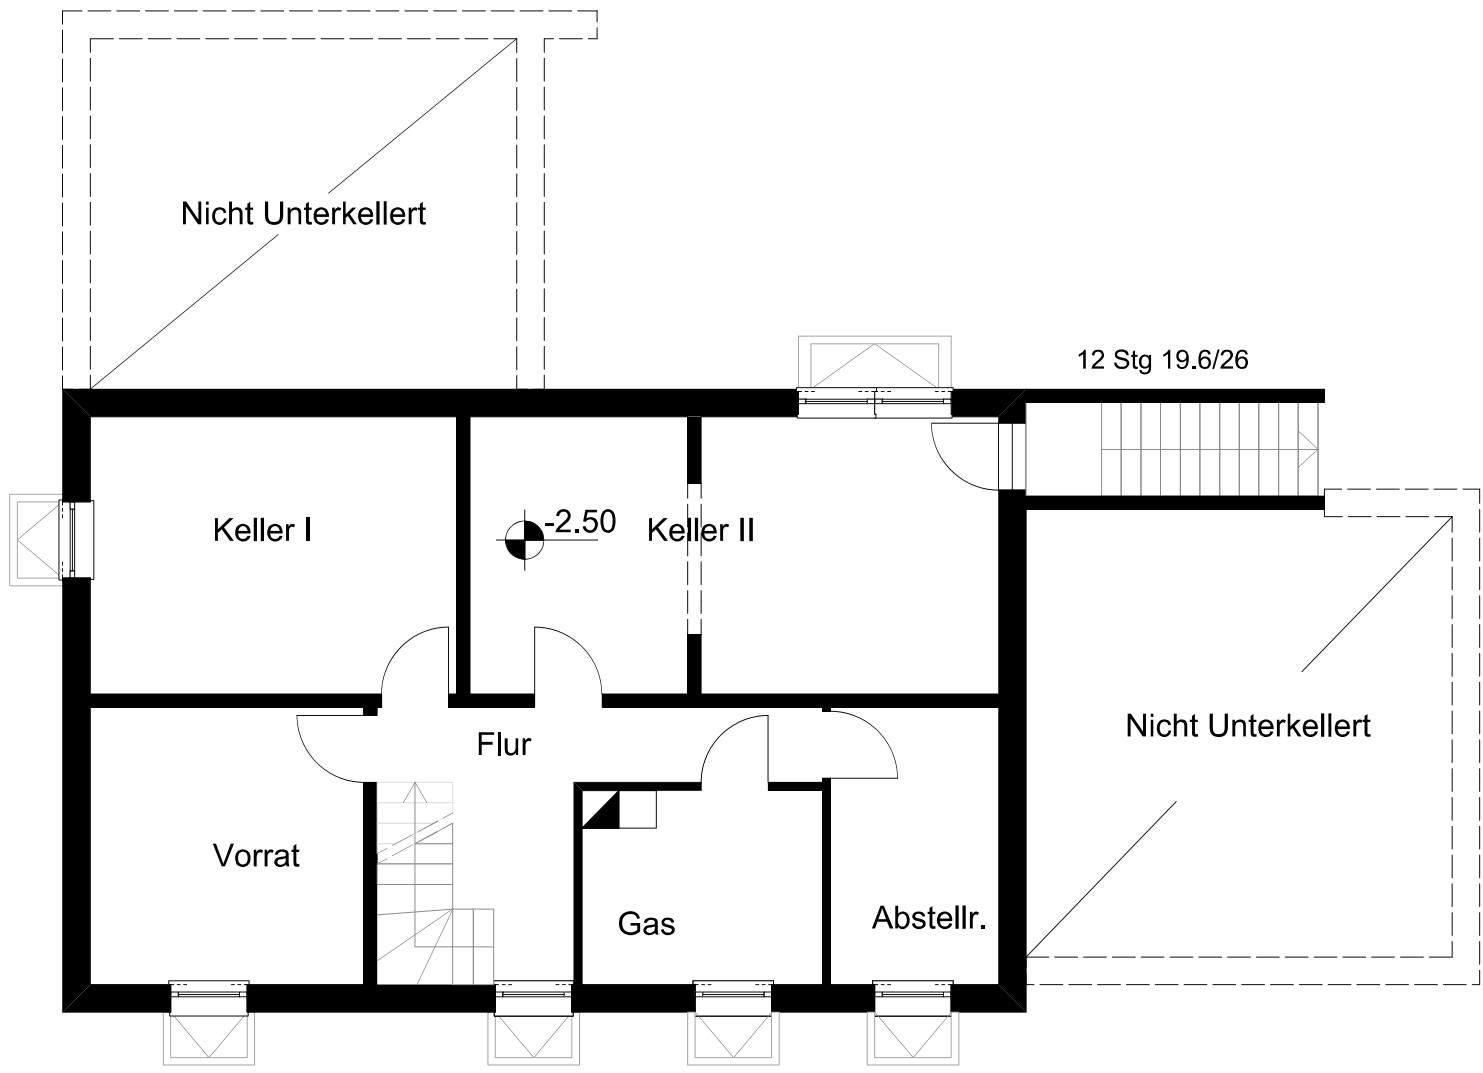 Nicht Unterkellert
12 Stg 19.6/26
Keller I
-2.50
Keller II
Nicht Unterkellert
Flur
Vorrat
Gas
Abstellr.